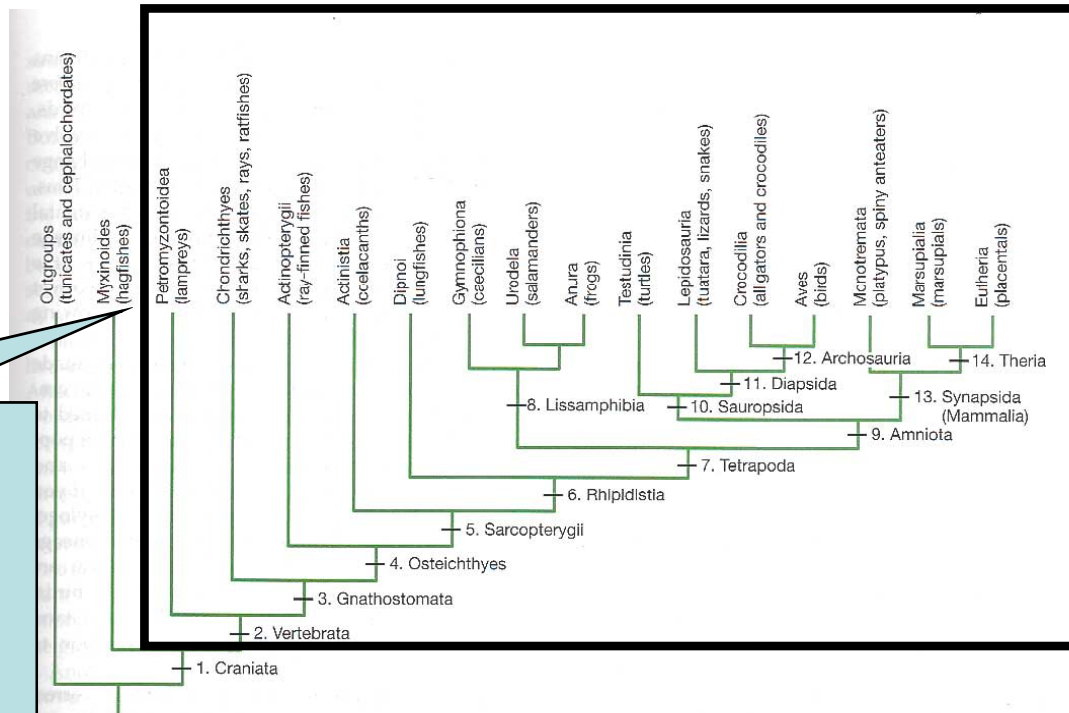 Outgroups
(tunicates and cephalochordates)
Myxinoides
(hagfishes)
Petromyzontoidea
(lampreys)
Chondrichthyes
(sharks, skates, rays, ratfishes)
Actinopterygii
(ray-finned fishes)
Actinistia
(coelacanths)
Dipnoi
(lungfishes)
Gymnophiona
(caecilians)
Urodela
(salamanders)
Anura
(frogs)
Testudinia
(turtles)
Lepidosauria
(tuatara, lizards, snakes)
Crocodilia
(alligators and crocodiles)
Aves
(birds)
Monotremata
(platypus, spiny anteaters)
Marsupialia
(marsuplais)
Eutheria
(placentals)
12. Archosauria
14. Theria
11. Diapsida
8. Lissamphibia
10. Sauropsida
13. Synapsida
(Mammalia)
9. Amniota
7. Tetrapoda
6. Rhipidistia
5. Sarcopterygii
4. Osteichthyes
3. Gnathostomata
2. Vertebrata
1. Craniata